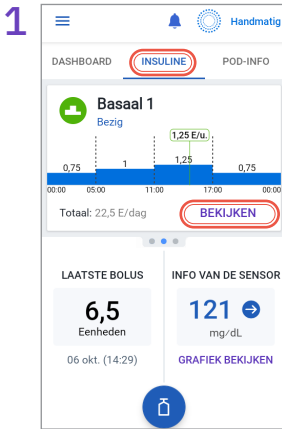 1
Handmatig
DASHBOARD INSULINE POD-INFO
Basaal 1
Bezig
1,25 E/u.
0,75 1 1,25 0,75
00:00 05:00 11:00 17:00 00:00
Totaal: 22,5 E/dag BEKIJKEN
LAATSTE BOLUS INFO VAN DE SENSOR
6,5 121
Eenheden mg/dL
06 okt. (14:29) GRAFIEK BEKIJKEN